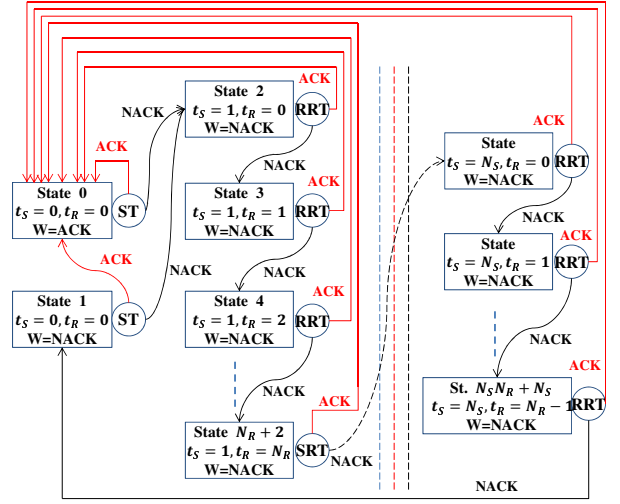 State 0
t_S = 0, t_R = 0
W=ACK
ST
ACK
NACK
State 1
t_S = 0, t_R = 0
W=NACK
ST
ACK
NACK
State 2
t_S = 1, t_R = 0
W=NACK
RRT
ACK
NACK
State 3
t_S = 1, t_R = 1
W=NACK
RRT
ACK
NACK
State 4
t_S = 1, t_R = 2
W=NACK
RRT
ACK
NACK
State N_R + 2
t_S = 1, t_R = N_R
W=NACK
SRT
ACK
NACK
State
t_S = N_S, t_R = 0
W=NACK
RRT
ACK
NACK
State
t_S = N_S, t_R = 1
W=NACK
RRT
ACK
NACK
St. N_S N_R + N_S
t_S = N_S, t_R = N_R − 1
W=NACK
RRT
ACK
NACK